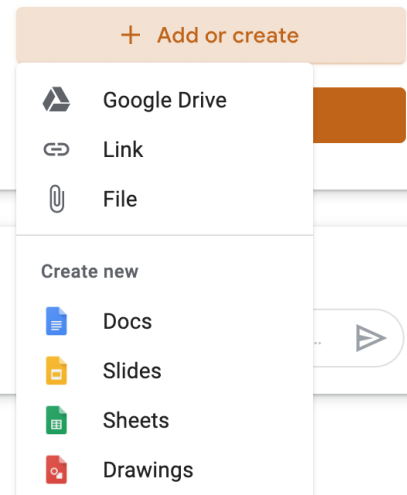 + Add or create
Google Drive
Link
File
Create new
Docs
Slides
Sheets
Drawings